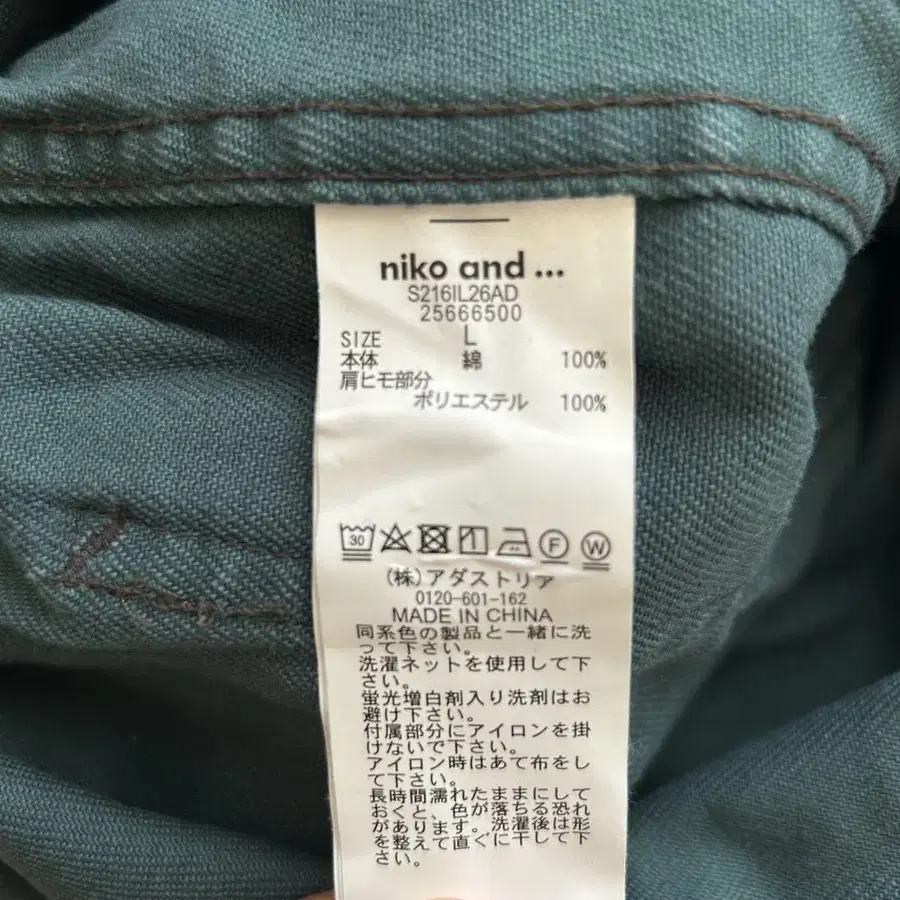 niko and ...
S216IL26AD
25666500
SIZE L
本体 綿 100%
肩ヒモ部分
ポリエステル 100%
30 F W
(株)アダストリア
0120-601-162
MADE IN CHINA
同系色の製品と一緒に洗
って下さい。
洗濯ネットを使用して下
さい。
蛍光増白剤入り洗剤はお
避け下さい。
付属部分にアイロンを掛
けないで下さい。
アイロン時はあて布をし
て下さい。
長時間濡れたままにして
おくと、色が落ちる恐れ
があります。洗濯後は形
を整えて直ぐに干して下
さい。